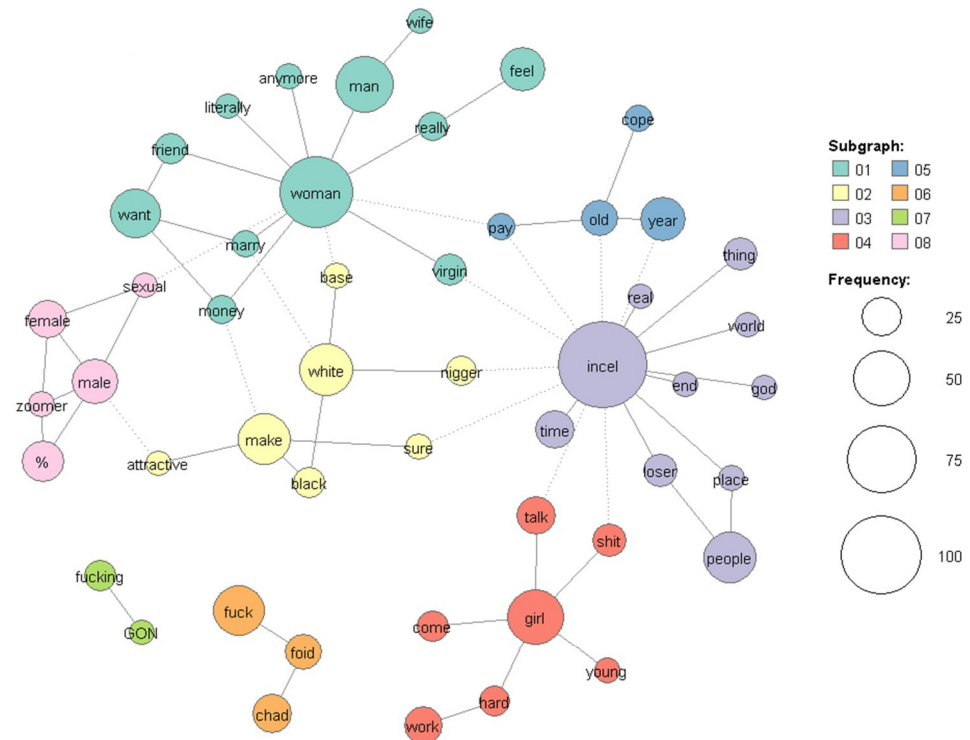 wife
feel
man
anymore
literally
really
cope
friend
woman
want
pay
old
year
marry
thing
virgin
base
sexual
real
money
female
world
white
incel
nigger
male
end
god
zoomer
time
make
sure
%
attractive
loser
place
black
talk
shit
people
fucking
fuck
girl
come
GON
foid
young
hard
chad
work
Subgraph:
01 05
02 06
03 07
04 08
Frequency:
25
50
75
100